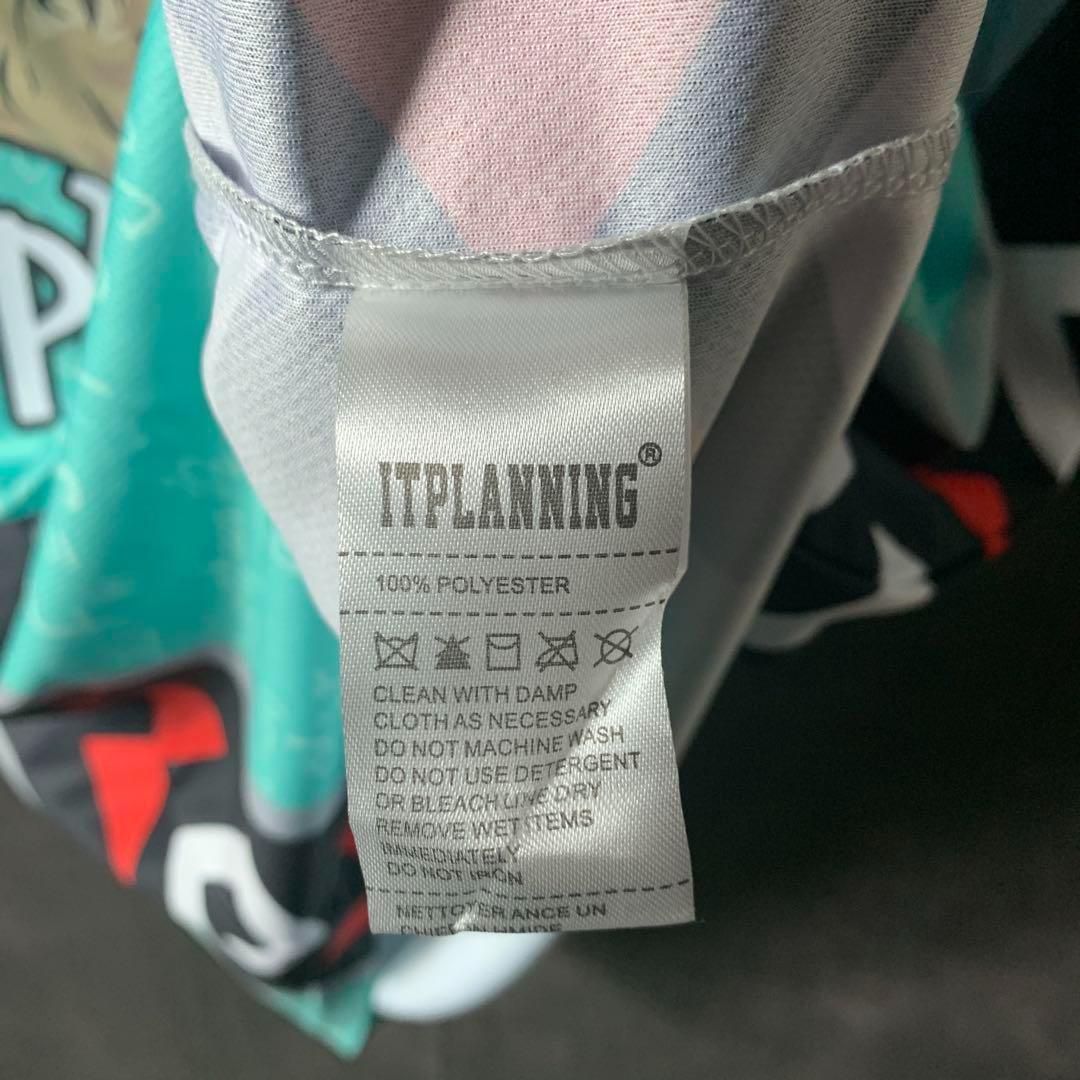 P
ITPLANNING®
100% POLYESTER
CLEAN WITH DAMP
CLOTH AS NECESSARY
DO NOT MACHINE WASH
DO NOT USE DETERGENT
OR BLEACH LINE DRY
REMOVE WET ITEMS
IMMEDIATELY
DO NOT IRON
UN